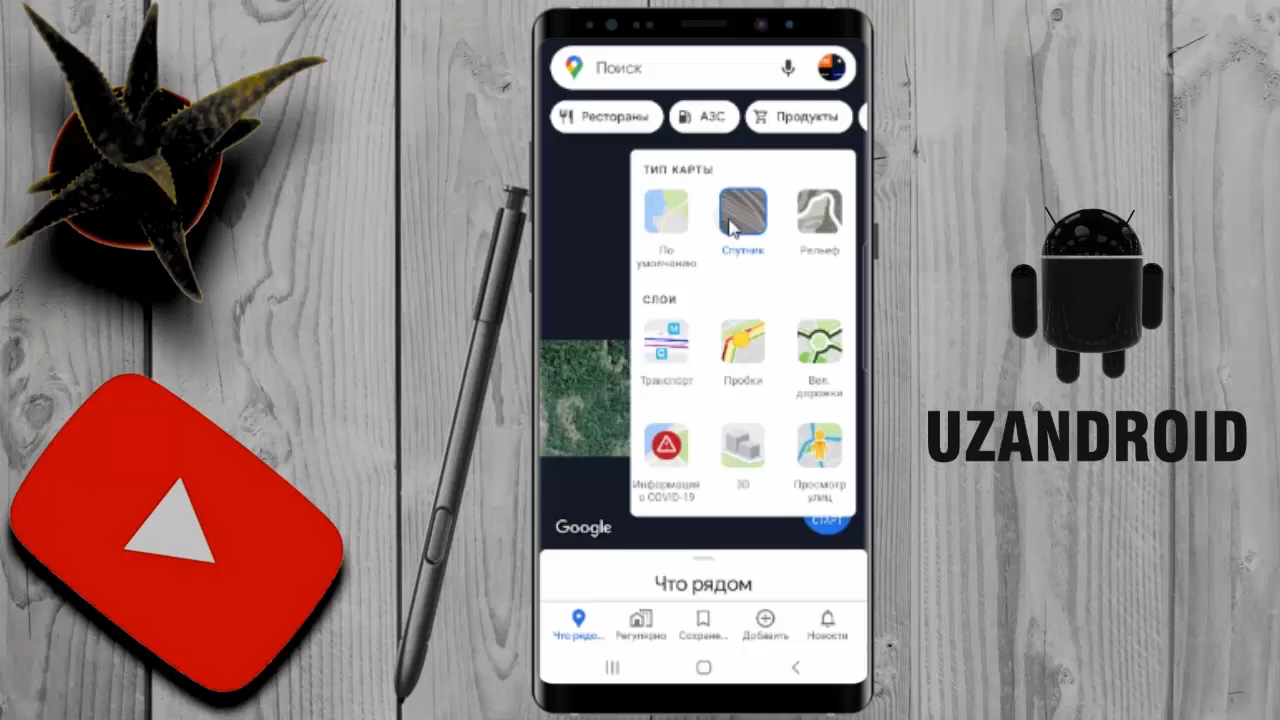 Поиск
Рестораны
АЗС
Продукты
ТИП КАРТЫ
По умолчанию
Спутник
Рельеф
СЛОИ
M
Транспорт
Пробки
Вел. дорожки
Информация о COVID-19
3D
Просмотр улиц
Google
СТАРТ
Что рядом
Что рядо...
Регулярно
Сохране...
Добавить
Новости
UZANDROID